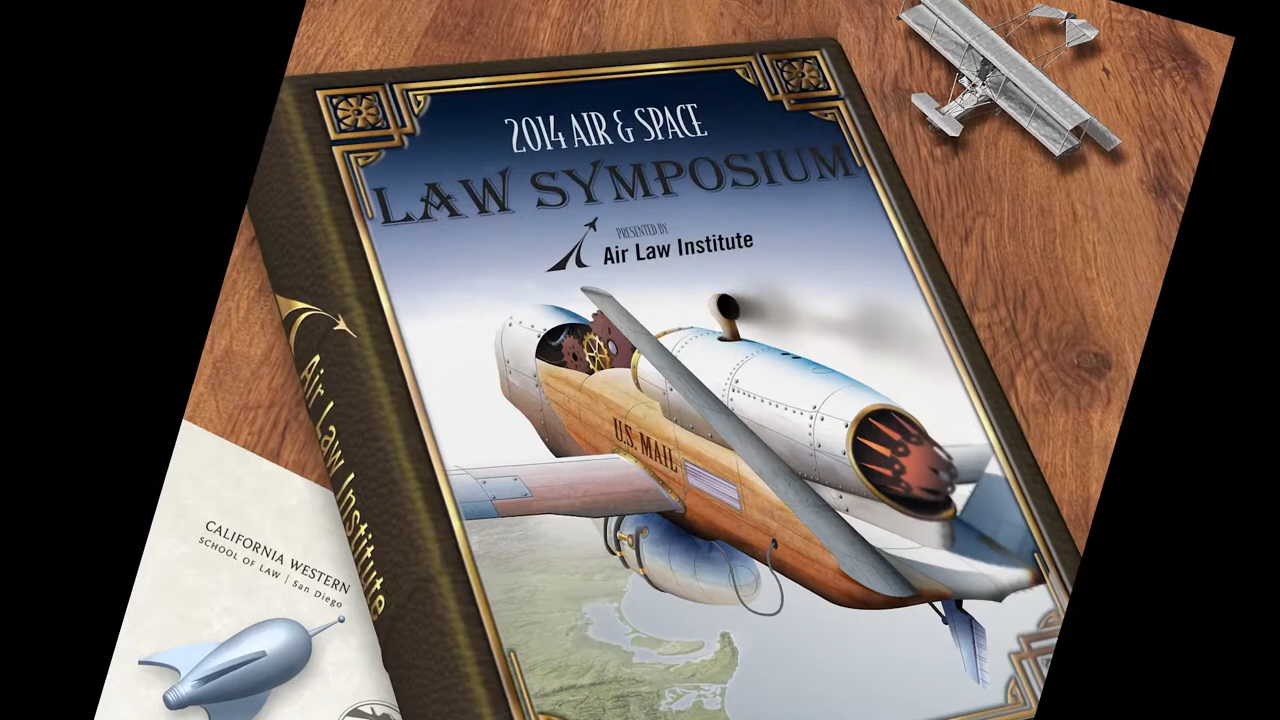 2014 AIR & SPACE
LAW SYMPOSIUM
PRESENTED BY
Air Law Institute
U.S. MAIL
Air Law Institute
CALIFORNIA WESTERN
SCHOOL OF LAW | San Diego